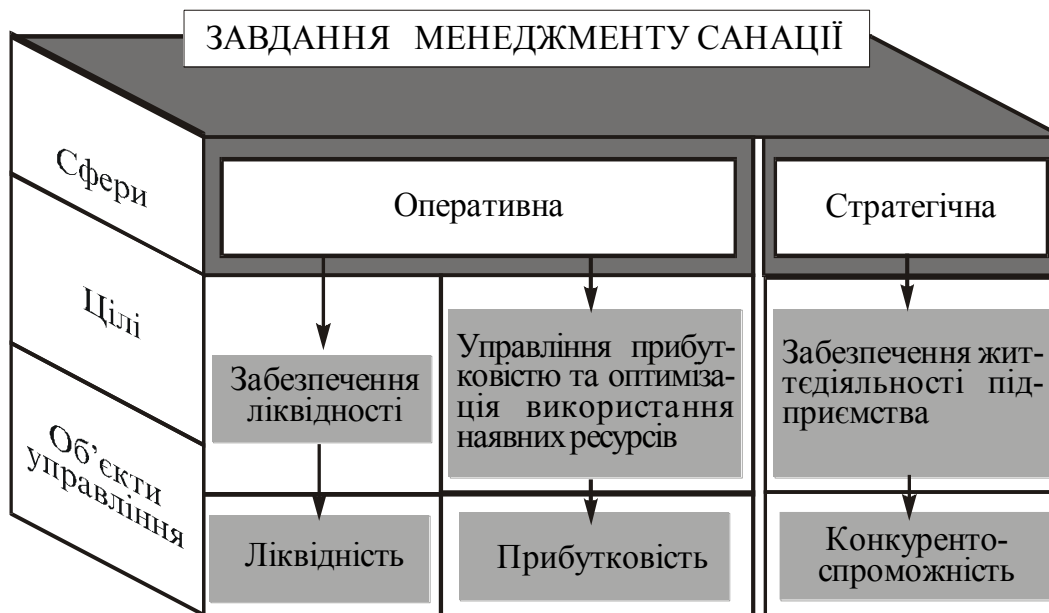 ЗАВДАННЯ МЕНЕДЖМЕНТУ САНАЦІЇ
Сфери
Оперативна
Стратегічна
Цілі
Забезпечення
ліквідності
Управління прибут-
ковістю та оптиміза-
ція використання
наявних ресурсів
Забезпечення жит-
тєдіяльності під-
приємства
Об’єкти
управління
Ліквідність
Прибутковість
Конкуренто-
спроможність